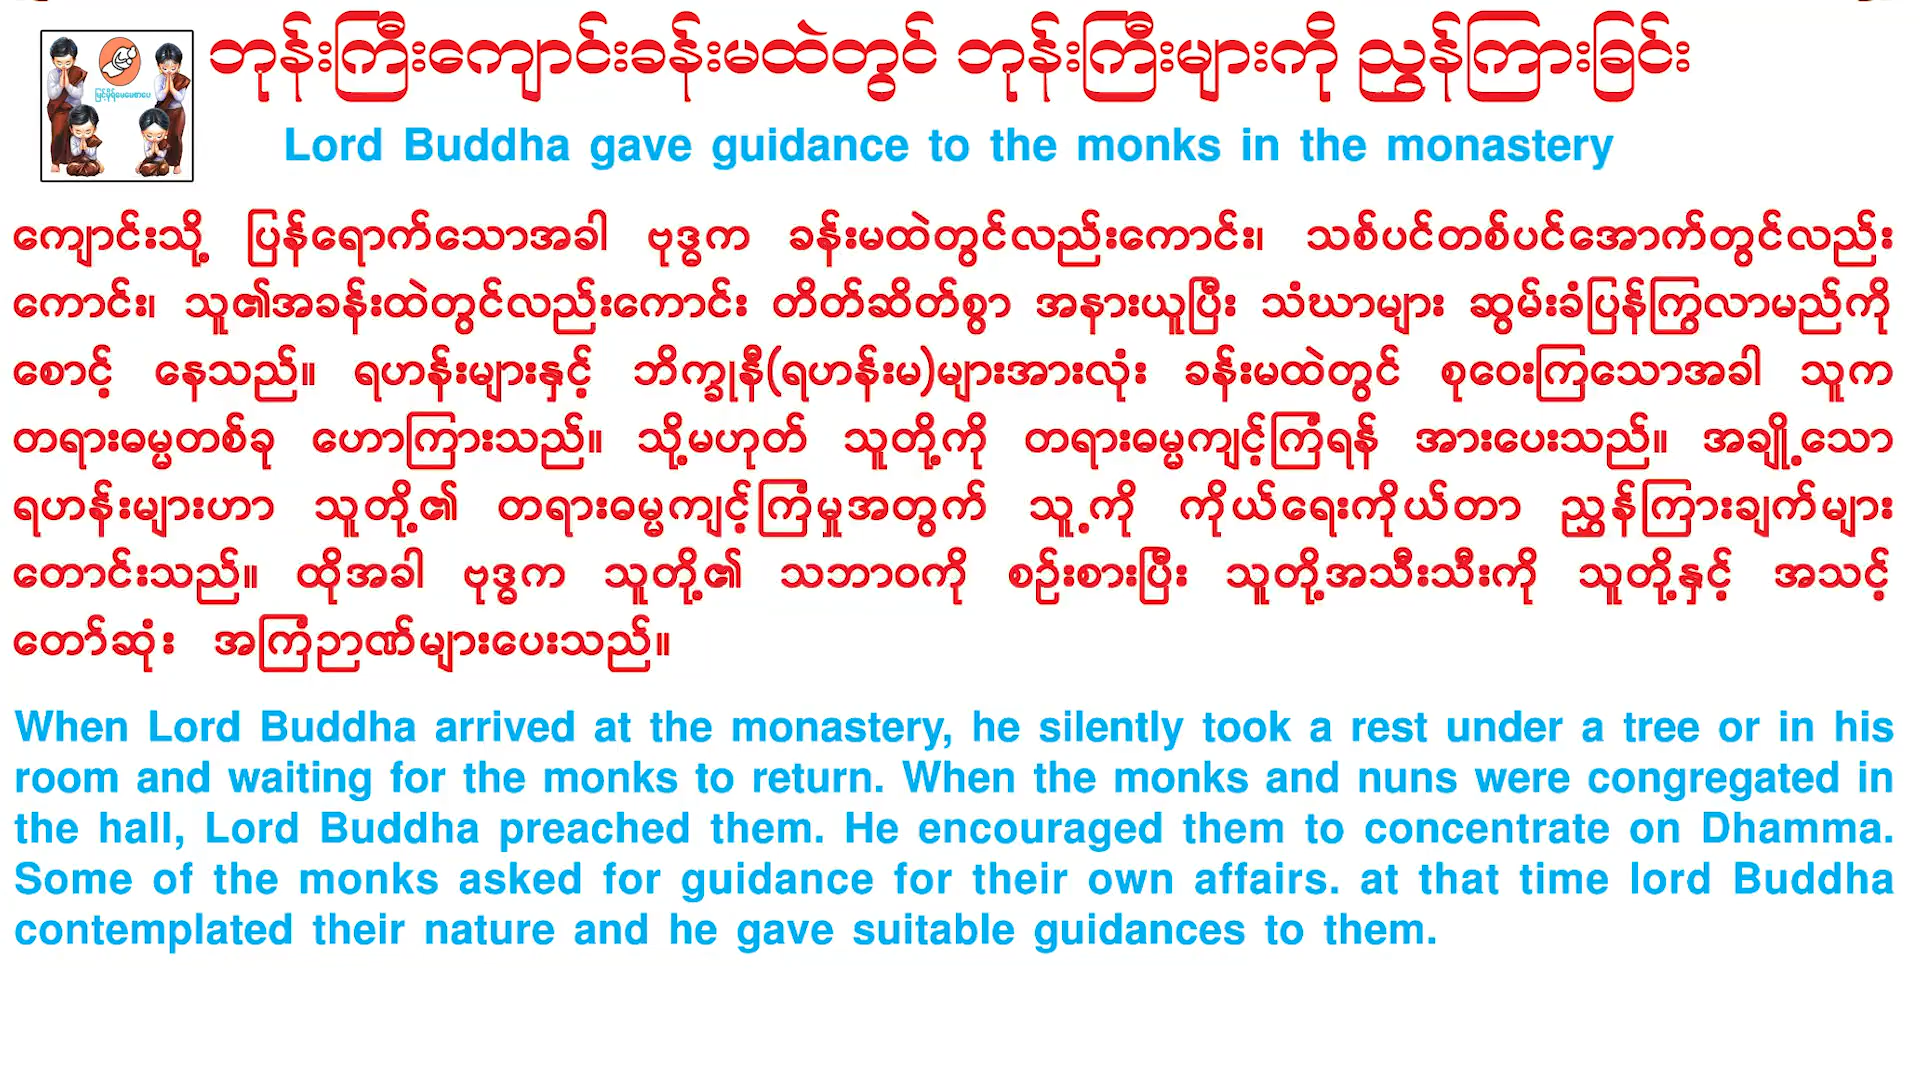 ဘုန်းကြီးကျောင်းခန်းမထဲတွင် ဘုန်းကြီးများကို ညွှန်ကြားခြင်း
Lord Buddha gave guidance to the monks in the monastery
ကျောင်းသို့ ပြန်ရောက်သောအခါ ဗုဒ္ဓက ခန်းမထဲတွင်လည်းကောင်း၊ သစ်ပင်တစ်ပင်အောက်တွင်လည်း
ကောင်း၊ သူ၏အခန်းထဲတွင်လည်းကောင်း တိတ်ဆိတ်စွာ အနားယူပြီး သံဃာများ ဆွမ်းခံပြန်ကြွလာမည်ကို
စောင့် နေသည်။ ရဟန်းများနှင့် ဘိက္ခုနီ(ရဟန်းမ)များအားလုံး ခန်းမထဲတွင် စုဝေးကြသောအခါ သူက
တရားဓမ္မတစ်ခု ဟောကြားသည်။ သို့မဟုတ် သူတို့ကို တရားဓမ္မကျင့်ကြံရန် အားပေးသည်။ အချို့သော
ရဟန်းများဟာ သူတို့၏ တရားဓမ္မကျင့်ကြံမှုအတွက် သူ့ကို ကိုယ်ရေးကိုယ်တာ ညွှန်ကြားချက်များ
တောင်းသည်။ ထိုအခါ ဗုဒ္ဓက သူတို့၏ သဘာဝကို စဉ်းစားပြီး သူတို့အသီးသီးကို သူတို့နှင့် အသင့်
တော်ဆုံး အကြံဉာဏ်များပေးသည်။
When Lord Buddha arrived at the monastery, he silently took a rest under a tree or in his
room and waiting for the monks to return. When the monks and nuns were congregated in
the hall, Lord Buddha preached them. He encouraged them to concentrate on Dhamma.
Some of the monks asked for guidance for their own affairs. at that time lord Buddha
contemplated their nature and he gave suitable guidances to them.